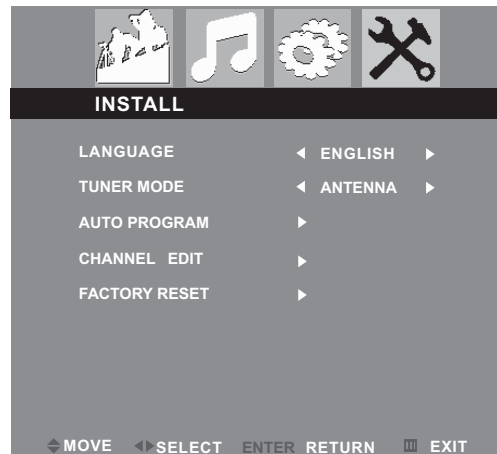 INSTALL
LANGUAGE ENGLISH
TUNER MODE ANTENNA
AUTO PROGRAM
CHANNEL EDIT
FACTORY RESET
MOVE SELECT ENTER RETURN EXIT